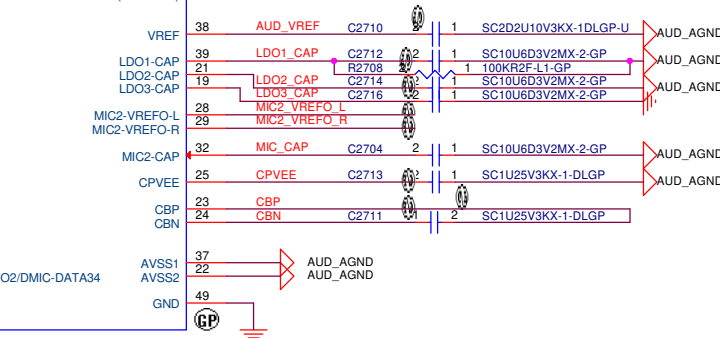 VREF 38 AUD_VREF C2710 2 1 SC2D2U10V3KX-1DLGP-U AUD_AGND
LDO1-CAP 39 LDO1_CAP C2712 2 1 SC10U6D3V2MX-2-GP AUD_AGND
R2708 2 1 100KR2F-L1-GP
LDO2-CAP 21 LDO2_CAP C2714 2 1 SC10U6D3V2MX-2-GP AUD_AGND
LDO3-CAP 19 LDO3_CAP C2716 2 1 SC10U6D3V2MX-2-GP
MIC2-VREFO-L 28 MIC2_VREFO_L
MIC2-VREFO-R 29 MIC2_VREFO_R
MIC2-CAP 32 MIC_CAP C2704 2 1 SC10U6D3V2MX-2-GP AUD_AGND
CPVEE 25 CPVEE C2713 2 1 SC1U25V3KX-1-DLGP AUD_AGND
CBP 23 CBP
CBN 24 CBN C2711 1 2 SC1U25V3KX-1-DLGP
AVSS1 37 AUD_AGND
O2/DMIC-DATA34 AVSS2 22 AUD_AGND
GND 49
GP